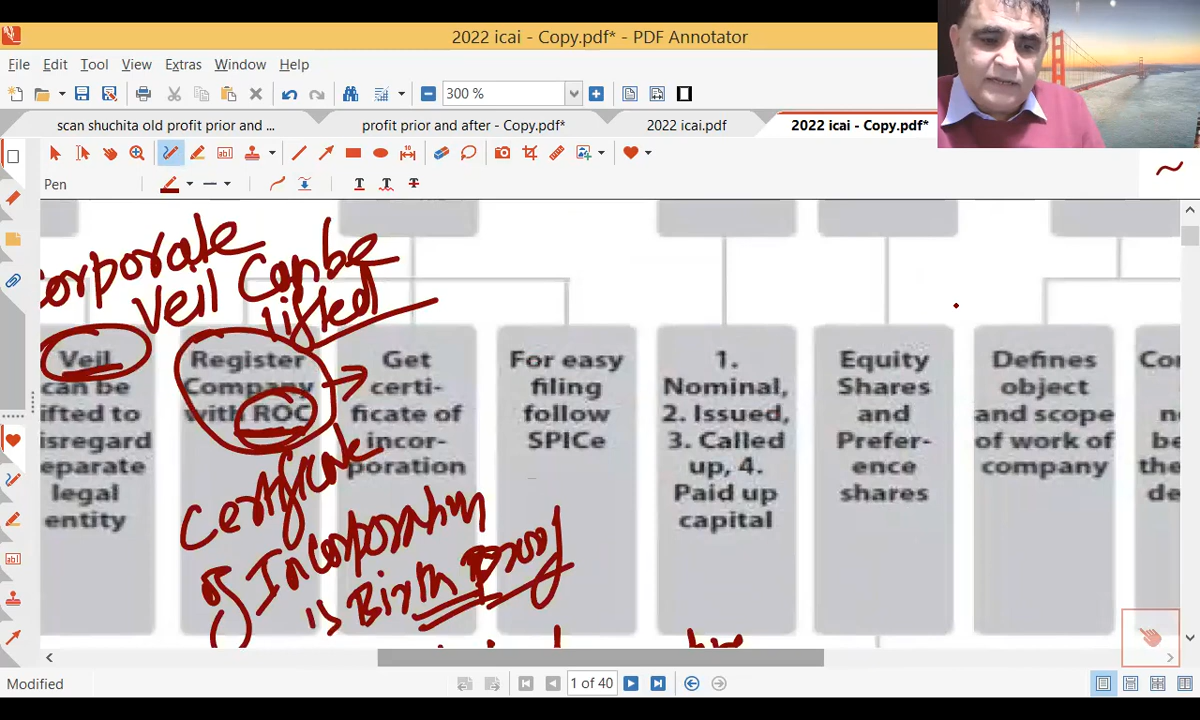 2022 icai - Copy.pdf* - PDF Annotator
File Edit Tool View Extras Window Help
300 %
scan shuchita old profit prior and ...
profit prior and after - Copy.pdf*
2022 icai.pdf
2022 icai - Copy.pdf*
Pen
Corporate
Veil Can be
lifted
Veil
can be
ifted to
isregard
eparate
legal
entity
Register
Company
with ROC
Get
certi-
ficate of
incor-
poration
For easy
filing
follow
SPICe
1.
Nominal,
2. Issued,
3. Called
up, 4.
Paid up
capital
Equity
Shares
and
Prefer-
ence
shares
Defines
object
and scope
of work of
company
Certificate
of Incorporation
is Birth Proof
Modified
1 of 40